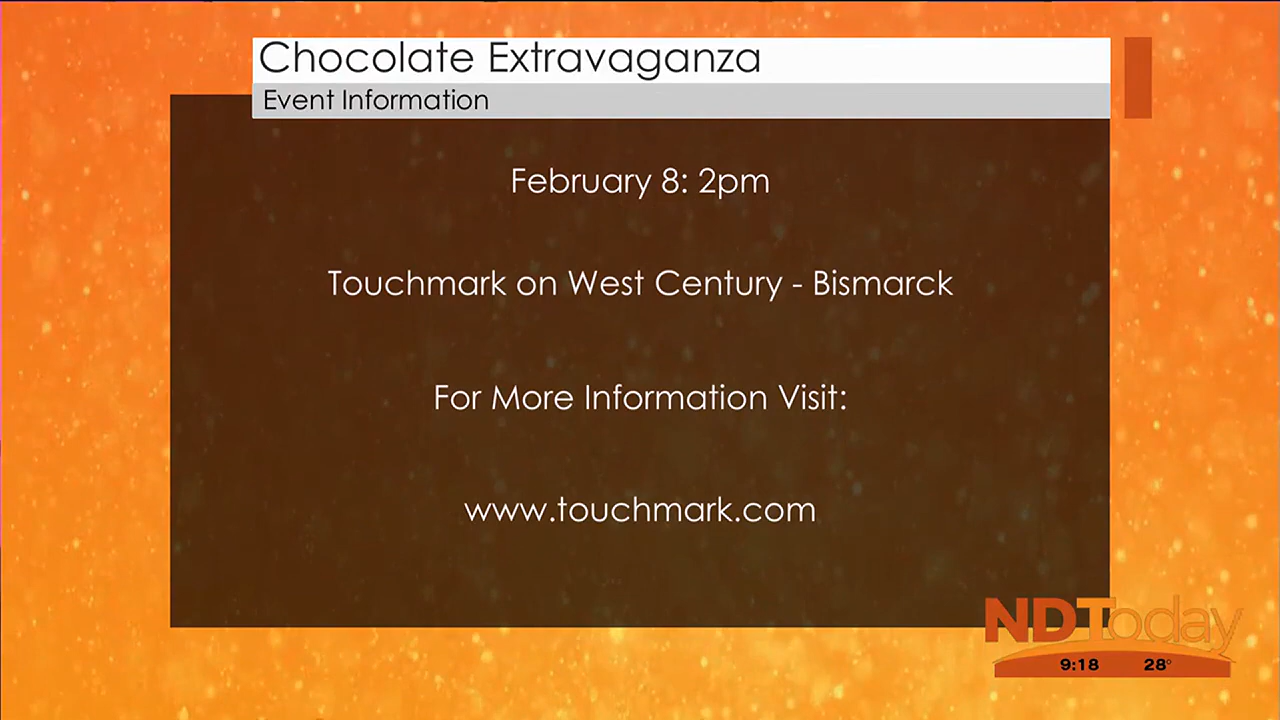 Chocolate Extravaganza
Event Information
February 8: 2pm
Touchmark on West Century - Bismarck
For More Information Visit:
www.touchmark.com
NDToday
9:18 28°